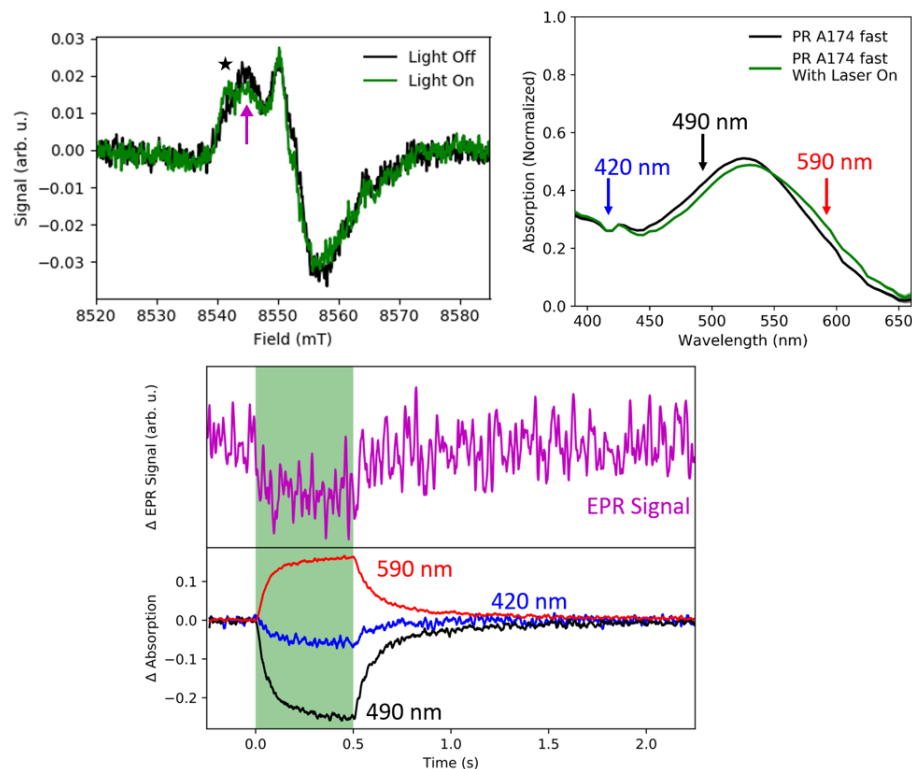 0.03
0.02
0.01
0.00
−0.01
−0.02
−0.03
Signal (arb. u.)
★
Light Off
Light On
8520
8530
8540
8550
8560
8570
8580
Field (mT)
1.0
0.8
0.6
0.4
0.2
0.0
Absorption (Normalized)
PR A174 fast
PR A174 fast
With Laser On
490 nm
420 nm
590 nm
400
450
500
550
600
650
Wavelength (nm)
Δ EPR Signal (arb. u.)
EPR Signal
0.1
0.0
−0.1
−0.2
Δ Absorption
590 nm
420 nm
490 nm
0.0
0.5
1.0
1.5
2.0
Time (s)